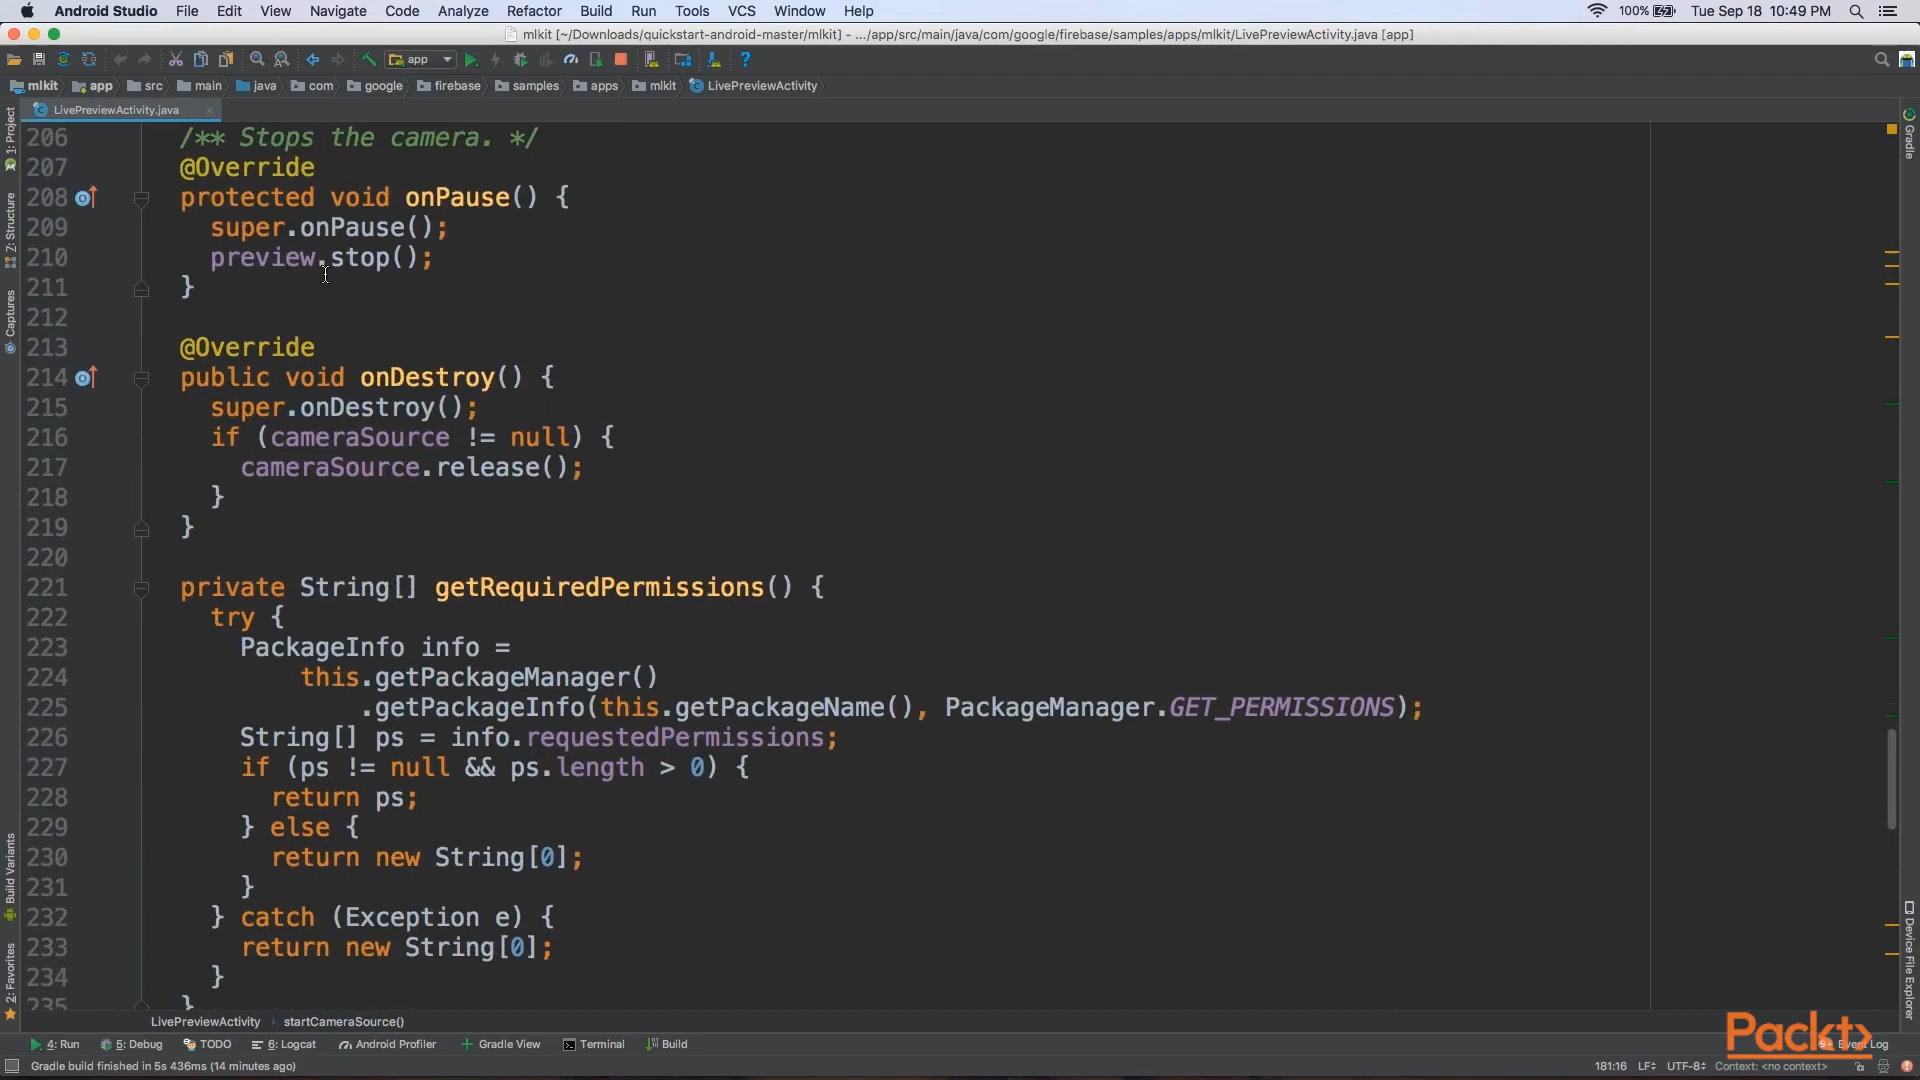 Android Studio File Edit View Navigate Code Analyze Refactor Build Run Tools VCS Window Help 100% Tue Sep 18 10:49 PM
mlkit [~/Downloads/quickstart-android-master/mlkit] - .../app/src/main/java/com/google/firebase/samples/apps/mlkit/LivePreviewActivity.java [app]
app
mlkit app src main java com google firebase samples apps mlkit LivePreviewActivity
LivePreviewActivity.java
1: Project
7: Structure
Captures
Build Variants
2: Favorites
206 /** Stops the camera. */
207 @Override
208 protected void onPause() {
209 super.onPause();
210 preview.stop();
211 }
212
213 @Override
214 public void onDestroy() {
215 super.onDestroy();
216 if (cameraSource != null) {
217 cameraSource.release();
218 }
219 }
220
221 private String[] getRequiredPermissions() {
222 try {
223 PackageInfo info =
224 this.getPackageManager()
225 .getPackageInfo(this.getPackageName(), PackageManager.GET_PERMISSIONS);
226 String[] ps = info.requestedPermissions;
227 if (ps != null && ps.length > 0) {
228 return ps;
229 } else {
230 return new String[0];
231 }
232 } catch (Exception e) {
233 return new String[0];
234 }
235 }
Gradle
Device File Explorer
LivePreviewActivity › startCameraSource()
Packt>
4: Run 5: Debug TODO 6: Logcat Android Profiler Gradle View Terminal Build Event Log
Gradle build finished in 5s 436ms (14 minutes ago) 181:16 LF UTF-8 Context: <no context>